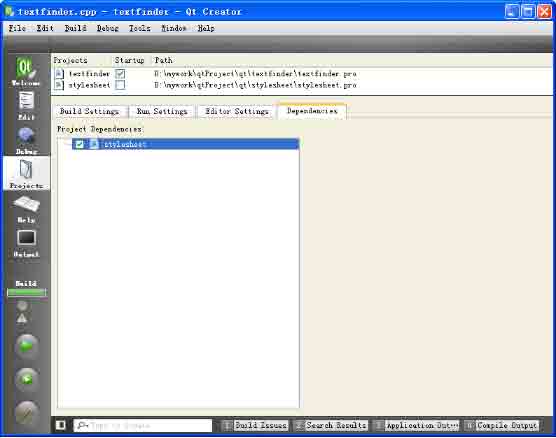 textfinder.cpp - textfinder - Qt Creator
File Edit Build Debug Tools Window Help
Projects Startup Path
textfinder D:\mywork\qtProject\qt\textfinder\textfinder.pro
stylesheet D:\mywork\qtProject\qt\stylesheet\stylesheet.pro
Qt
Welcome
Edit
Debug
Projects
Help
Output
Build
Build Settings Run Settings Editor Settings Dependencies
Project Dependencies:
stylesheet
Type to locate 1 Build Issues 2 Search Results 3 Application Out… 4 Compile Output